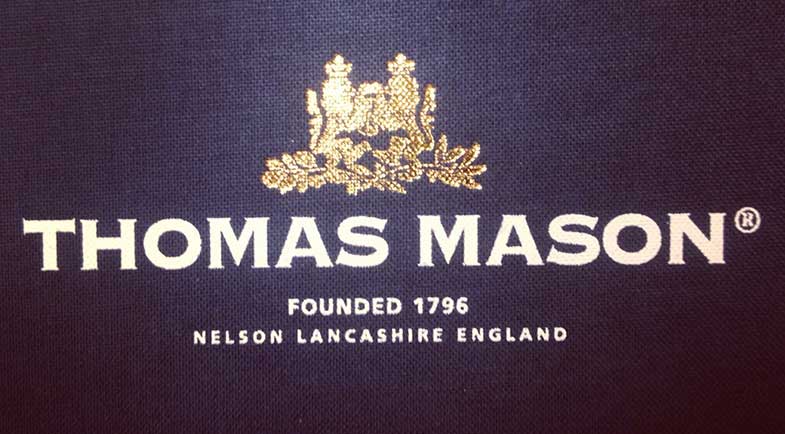 THOMAS MASON®
FOUNDED 1796
NELSON LANCASHIRE ENGLAND